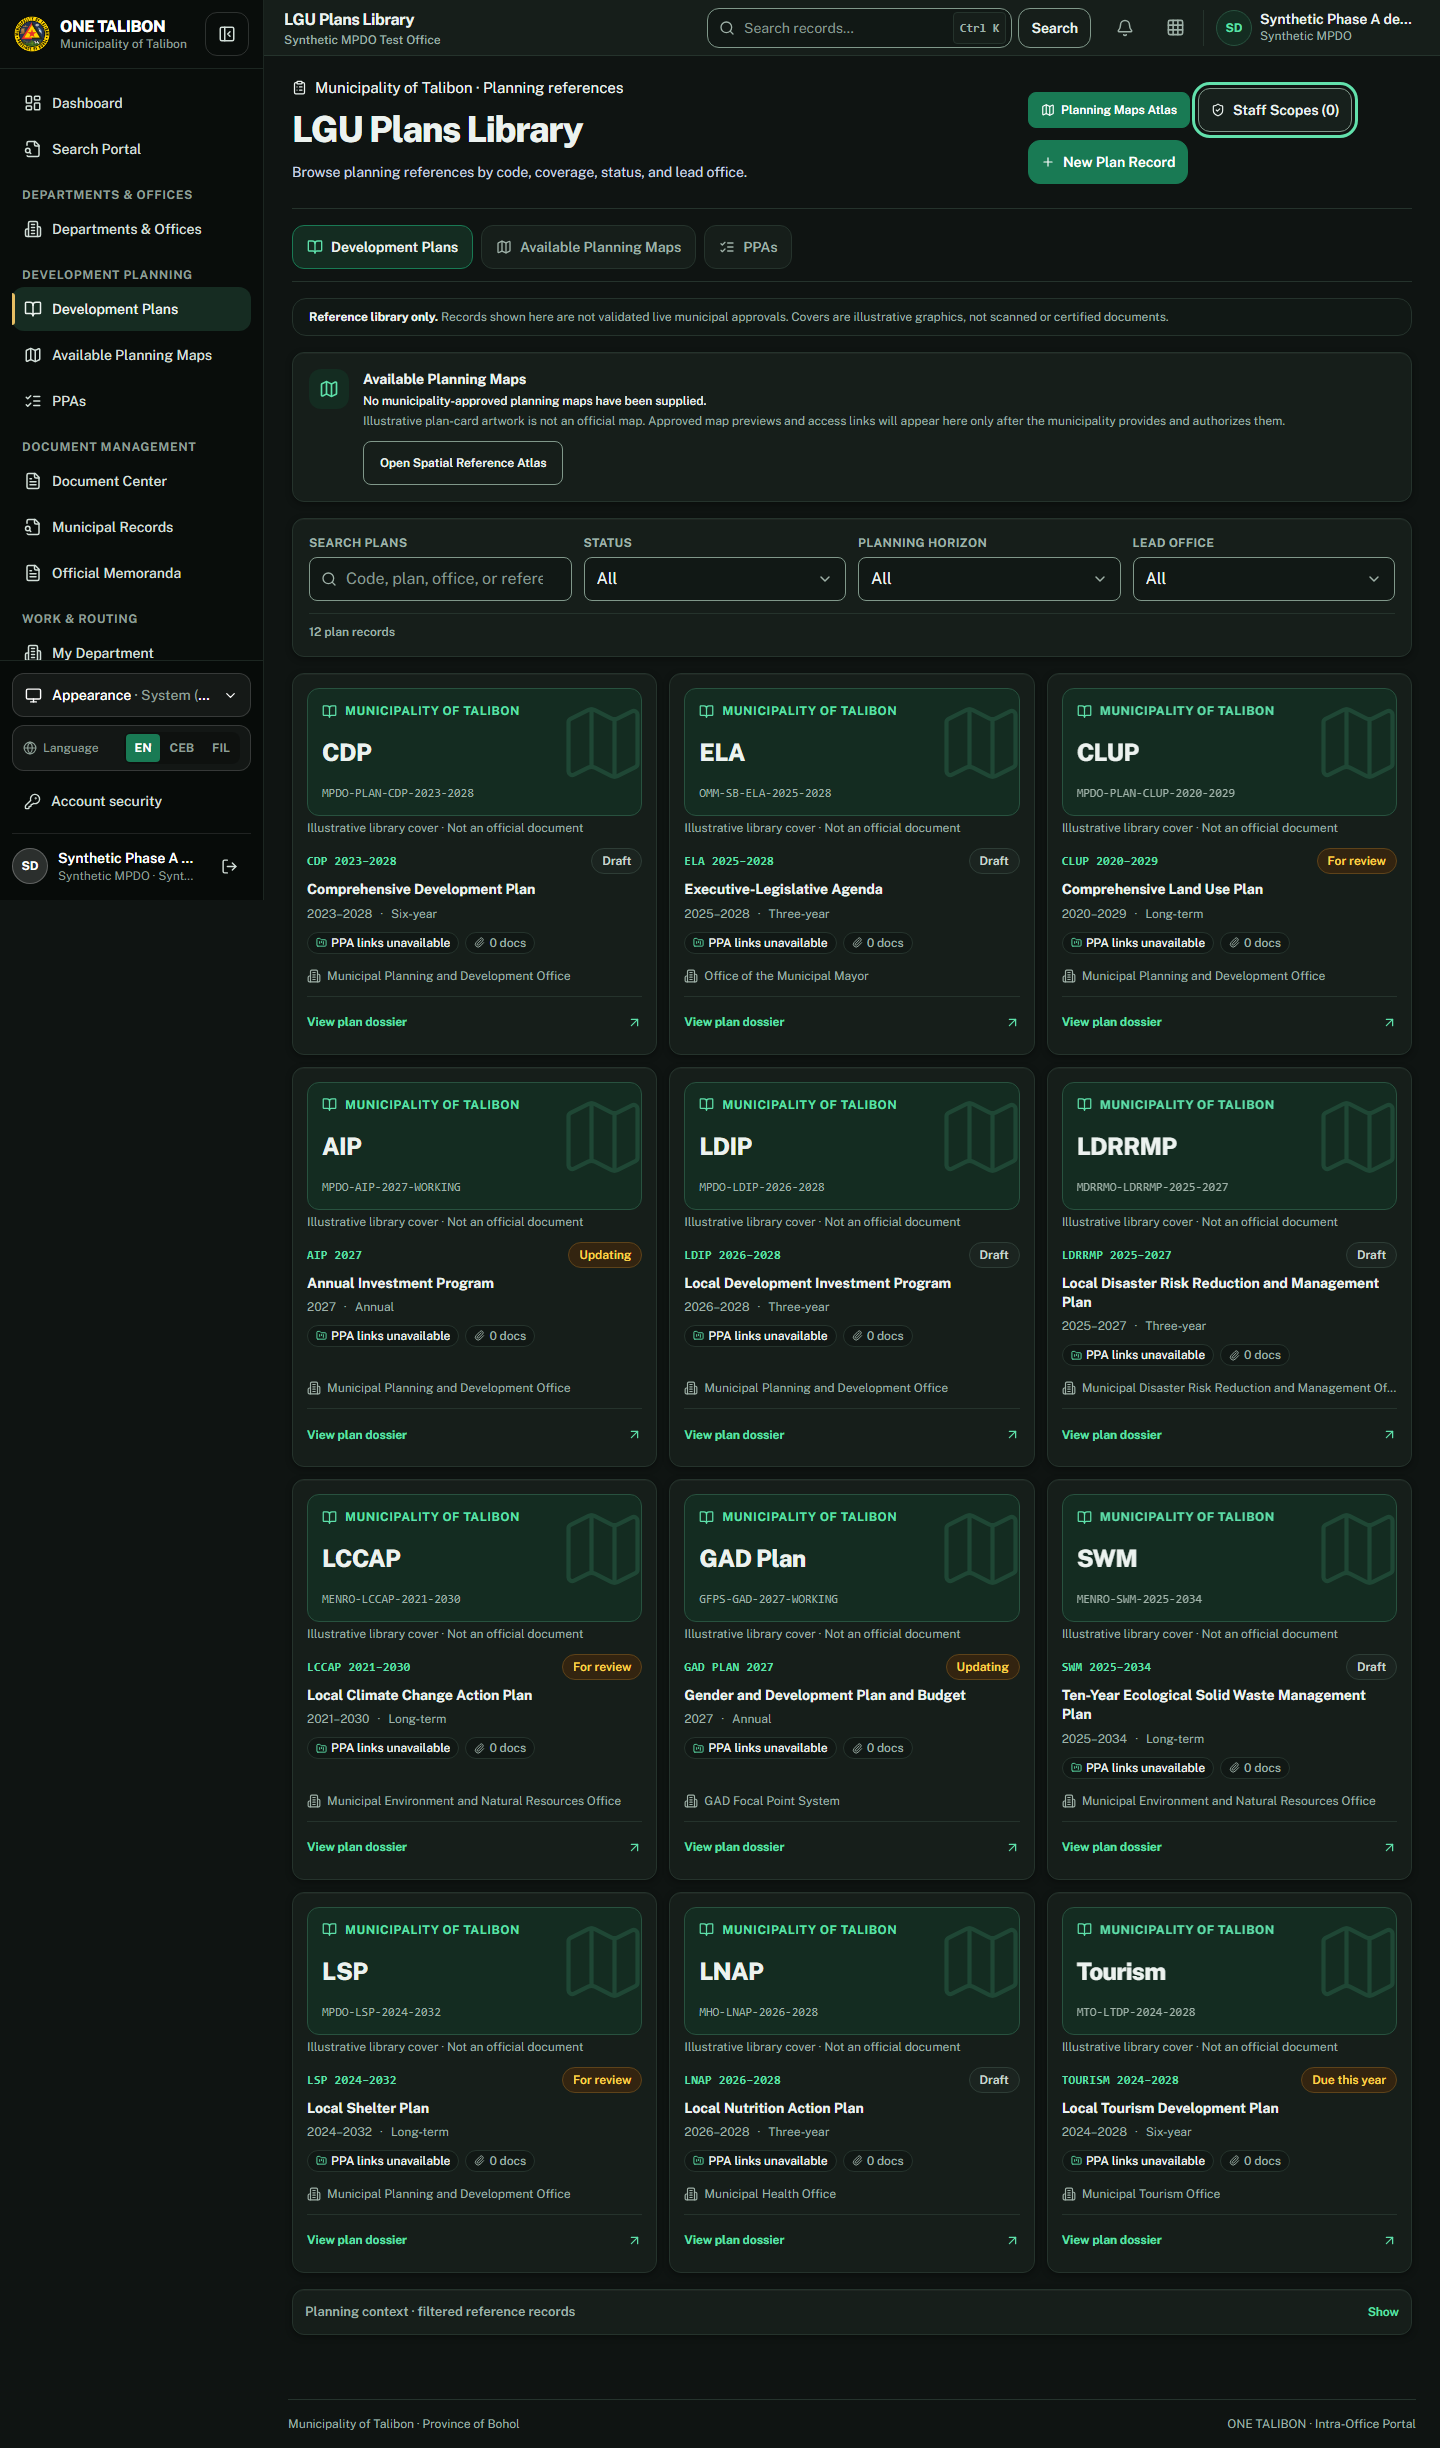 ONE TALIBON
Municipality of Talibon
LGU Plans Library
Synthetic MPDO Test Office
Search records...
Ctrl K
Search
SD
Synthetic Phase A de...
Synthetic MPDO
Dashboard
Search Portal
DEPARTMENTS & OFFICES
Departments & Offices
DEVELOPMENT PLANNING
Development Plans
Available Planning Maps
PPAs
DOCUMENT MANAGEMENT
Document Center
Municipal Records
Official Memoranda
WORK & ROUTING
My Department
Appearance · System (...
Language
EN
CEB
FIL
Account security
SD
Synthetic Phase A ...
Synthetic MPDO · Synt...
Municipality of Talibon · Planning references
LGU Plans Library
Browse planning references by code, coverage, status, and lead office.
Planning Maps Atlas
Staff Scopes (0)
New Plan Record
Development Plans
Available Planning Maps
PPAs
Reference library only. Records shown here are not validated live municipal approvals. Covers are illustrative graphics, not scanned or certified documents.
Available Planning Maps
No municipality-approved planning maps have been supplied.
Illustrative plan-card artwork is not an official map. Approved map previews and access links will appear here only after the municipality provides and authorizes them.
Open Spatial Reference Atlas
SEARCH PLANS
Code, plan, office, or refere
STATUS
All
PLANNING HORIZON
All
LEAD OFFICE
All
12 plan records
MUNICIPALITY OF TALIBON
CDP
MPDO-PLAN-CDP-2023-2028
Illustrative library cover · Not an official document
CDP 2023–2028
Draft
Comprehensive Development Plan
2023–2028 · Six-year
PPA links unavailable
0 docs
Municipal Planning and Development Office
View plan dossier
MUNICIPALITY OF TALIBON
ELA
OMM-SB-ELA-2025-2028
Illustrative library cover · Not an official document
ELA 2025–2028
Draft
Executive-Legislative Agenda
2025–2028 · Three-year
PPA links unavailable
0 docs
Office of the Municipal Mayor
View plan dossier
MUNICIPALITY OF TALIBON
CLUP
MPDO-PLAN-CLUP-2020-2029
Illustrative library cover · Not an official document
CLUP 2020–2029
For review
Comprehensive Land Use Plan
2020–2029 · Long-term
PPA links unavailable
0 docs
Municipal Planning and Development Office
View plan dossier
MUNICIPALITY OF TALIBON
AIP
MPDO-AIP-2027-WORKING
Illustrative library cover · Not an official document
AIP 2027
Updating
Annual Investment Program
2027 · Annual
PPA links unavailable
0 docs
Municipal Planning and Development Office
View plan dossier
MUNICIPALITY OF TALIBON
LDIP
MPDO-LDIP-2026-2028
Illustrative library cover · Not an official document
LDIP 2026–2028
Draft
Local Development Investment Program
2026–2028 · Three-year
PPA links unavailable
0 docs
Municipal Planning and Development Office
View plan dossier
MUNICIPALITY OF TALIBON
LDRRMP
MDRRMO-LDRRMP-2025-2027
Illustrative library cover · Not an official document
LDRRMP 2025–2027
Draft
Local Disaster Risk Reduction and Management
Plan
2025–2027 · Three-year
PPA links unavailable
0 docs
Municipal Disaster Risk Reduction and Management Of...
View plan dossier
MUNICIPALITY OF TALIBON
LCCAP
MENRO-LCCAP-2021-2030
Illustrative library cover · Not an official document
LCCAP 2021–2030
For review
Local Climate Change Action Plan
2021–2030 · Long-term
PPA links unavailable
0 docs
Municipal Environment and Natural Resources Office
View plan dossier
MUNICIPALITY OF TALIBON
GAD Plan
GFPS-GAD-2027-WORKING
Illustrative library cover · Not an official document
GAD PLAN 2027
Updating
Gender and Development Plan and Budget
2027 · Annual
PPA links unavailable
0 docs
GAD Focal Point System
View plan dossier
MUNICIPALITY OF TALIBON
SWM
MENRO-SWM-2025-2034
Illustrative library cover · Not an official document
SWM 2025–2034
Draft
Ten-Year Ecological Solid Waste Management
Plan
2025–2034 · Long-term
PPA links unavailable
0 docs
Municipal Environment and Natural Resources Office
View plan dossier
MUNICIPALITY OF TALIBON
LSP
MPDO-LSP-2024-2032
Illustrative library cover · Not an official document
LSP 2024–2032
For review
Local Shelter Plan
2024–2032 · Long-term
PPA links unavailable
0 docs
Municipal Planning and Development Office
View plan dossier
MUNICIPALITY OF TALIBON
LNAP
MHO-LNAP-2026-2028
Illustrative library cover · Not an official document
LNAP 2026–2028
Draft
Local Nutrition Action Plan
2026–2028 · Three-year
PPA links unavailable
0 docs
Municipal Health Office
View plan dossier
MUNICIPALITY OF TALIBON
Tourism
MTO-LTDP-2024-2028
Illustrative library cover · Not an official document
TOURISM 2024–2028
Due this year
Local Tourism Development Plan
2024–2028 · Six-year
PPA links unavailable
0 docs
Municipal Tourism Office
View plan dossier
Planning context · filtered reference records
Show
Municipality of Talibon · Province of Bohol
ONE TALIBON · Intra-Office Portal